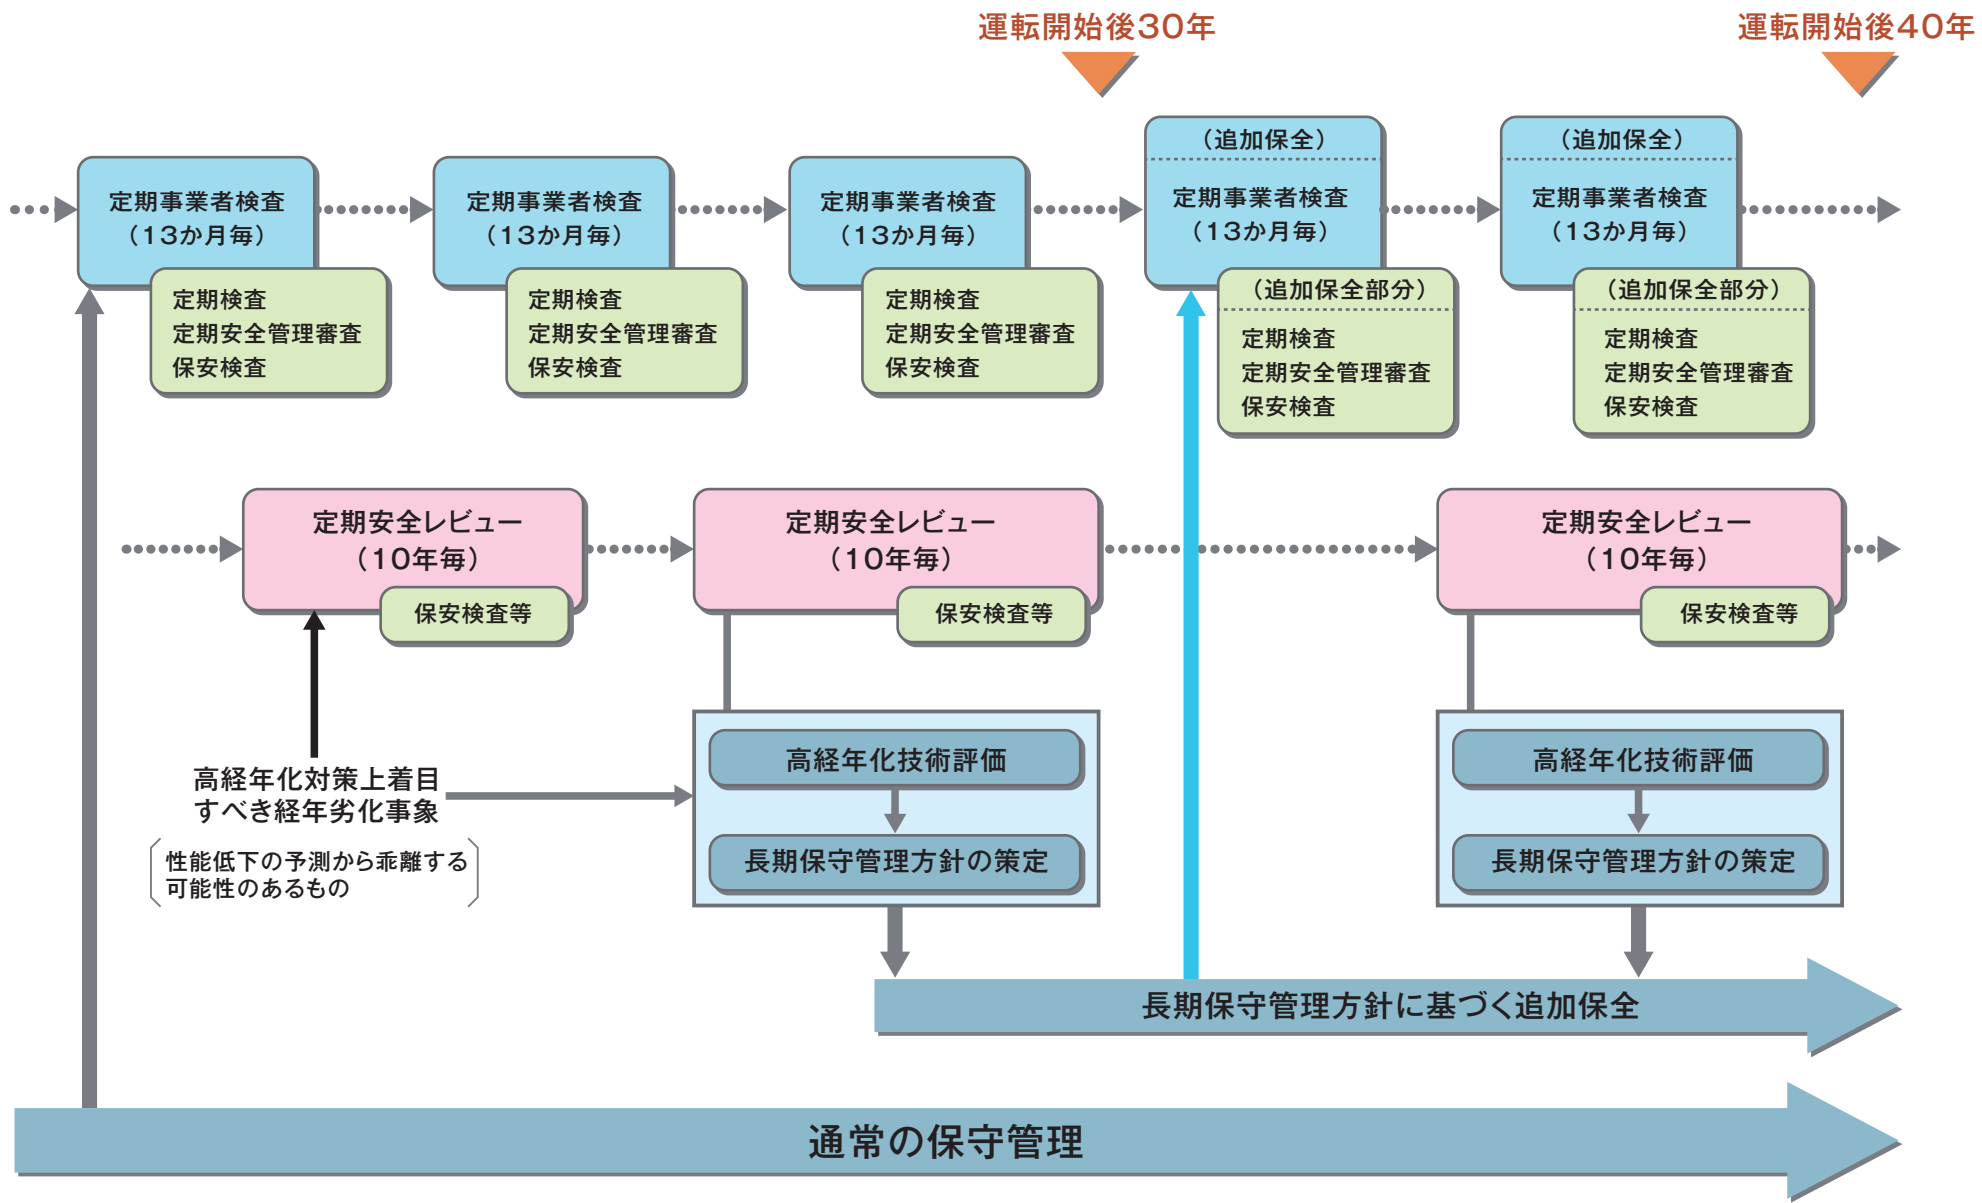 運転開始後30年
運転開始後40年
定期事業者検査
（13か月毎）
定期検査
定期安全管理審査
保安検査
定期事業者検査
（13か月毎）
定期検査
定期安全管理審査
保安検査
定期事業者検査
（13か月毎）
定期検査
定期安全管理審査
保安検査
（追加保全）
定期事業者検査
（13か月毎）
（追加保全部分）
定期検査
定期安全管理審査
保安検査
（追加保全）
定期事業者検査
（13か月毎）
（追加保全部分）
定期検査
定期安全管理審査
保安検査
定期安全レビュー
（10年毎）
保安検査等
定期安全レビュー
（10年毎）
保安検査等
定期安全レビュー
（10年毎）
保安検査等
高経年化対策上着目
すべき経年劣化事象
性能低下の予測から乖離する
可能性のあるもの
高経年化技術評価
長期保守管理方針の策定
高経年化技術評価
長期保守管理方針の策定
長期保守管理方針に基づく追加保全
通常の保守管理